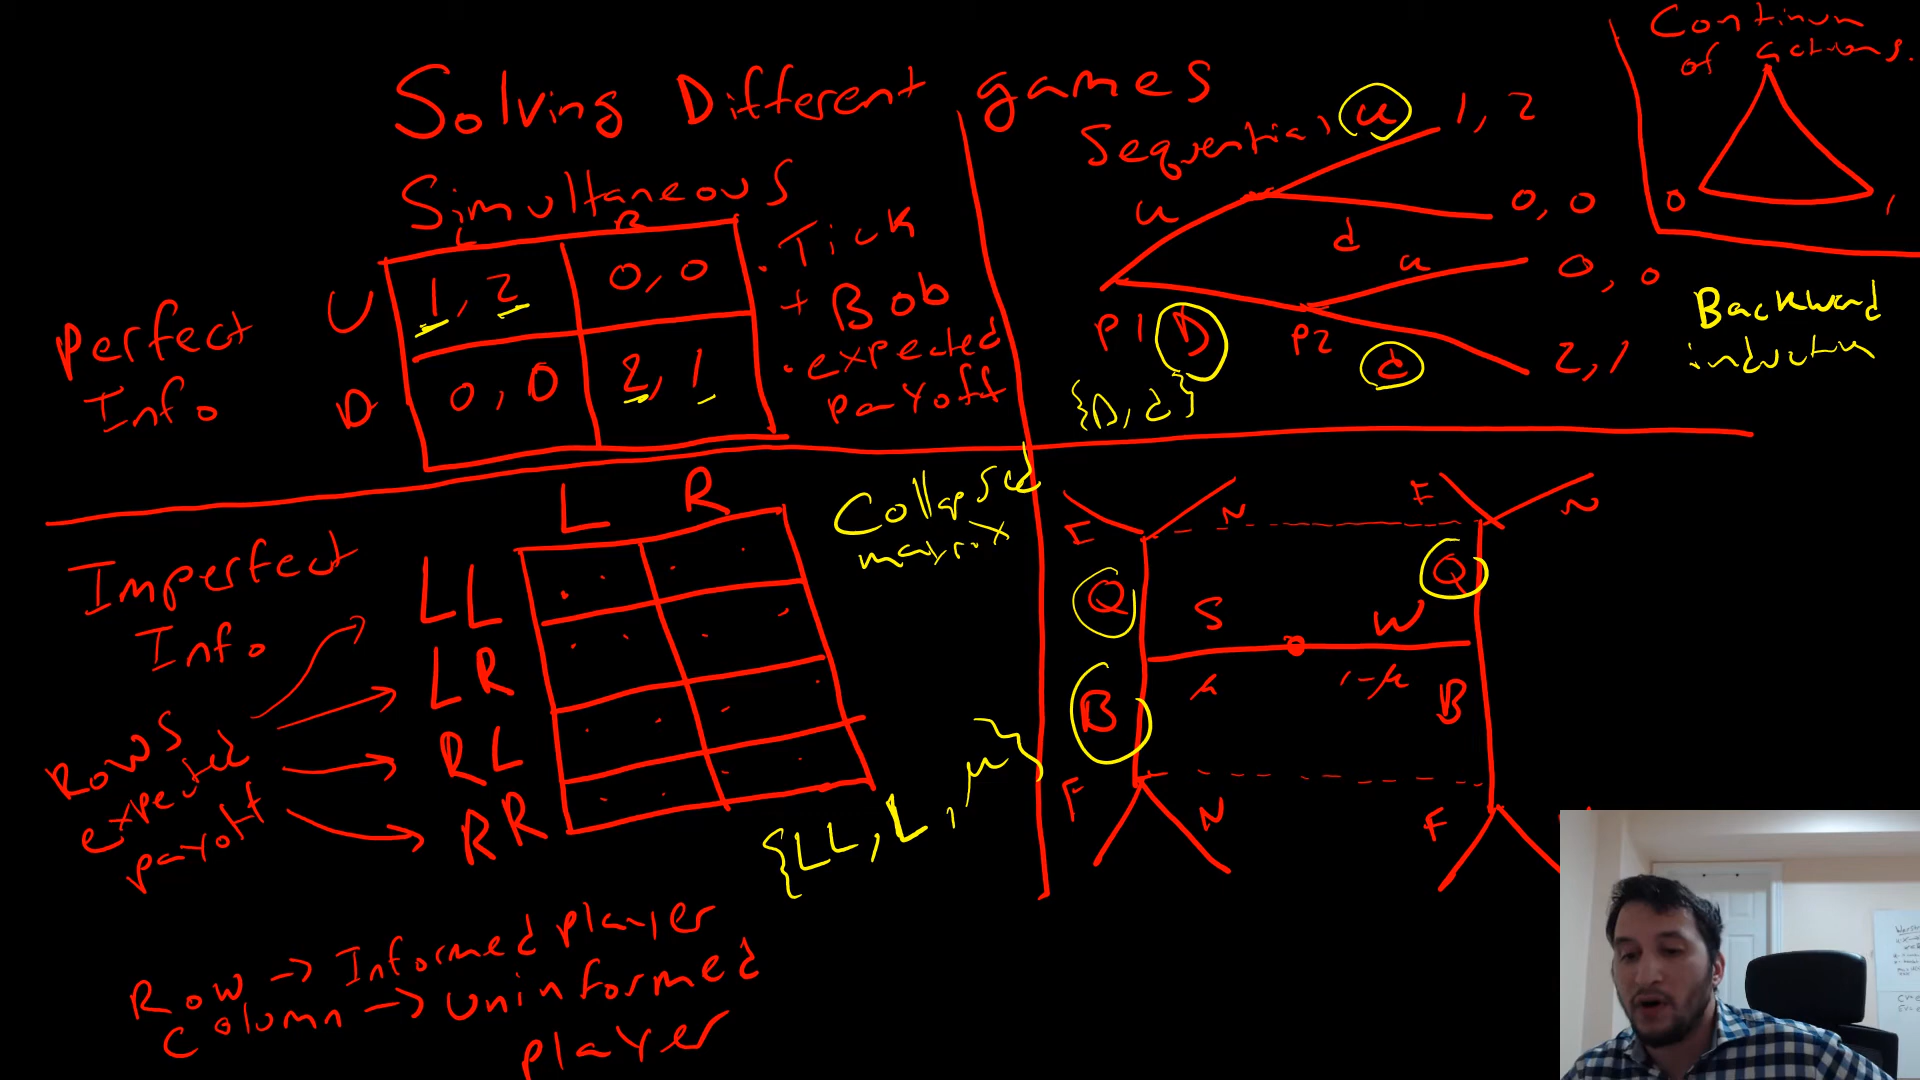 Solving Different games
Simultaneous
L R
Perfect
Info
U
D
1, 2
0, 0
0, 0
2, 1
. Tick
+ Bob
. expected
payoff
Sequential
u
1, 2
u
d
0, 0
u
0, 0
P1
D
P2
d
2, 1
{D, d}
Continum
of actions.
0
1
Backward
induction
Imperfect
Info
Rows
expected
payoff
L R
LL
LR
RL
RR
Collapsed
matrix
{LL, L, μ}
Row → Informed player
Column → Uninformed
player
N
F
N
Q
Q
S
W
μ
1-μ
B
B
F
N
F